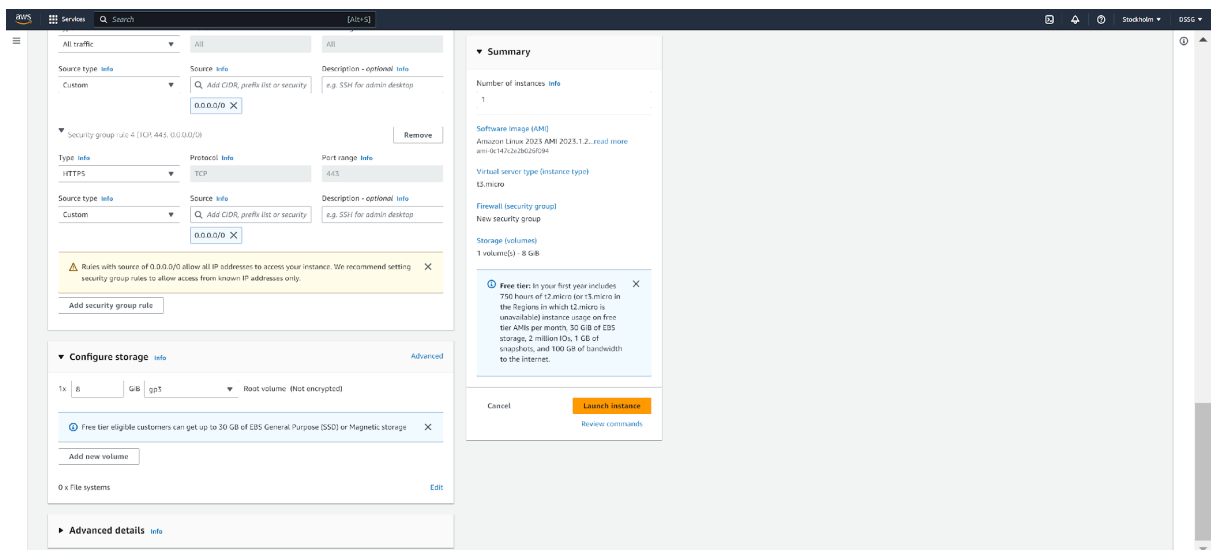 aws Services Search [Alt+S] Stockholm DSSG
All traffic All All
Source type Info Source Info Description - optional Info
Custom Add CIDR, prefix list or security e.g. SSH for admin desktop
0.0.0.0/0
Security group rule 4 (TCP, 443, 0.0.0.0/0) Remove
Type Info Protocol Info Port range Info
HTTPS TCP 443
Source type Info Source Info Description - optional Info
Custom Add CIDR, prefix list or security e.g. SSH for admin desktop
0.0.0.0/0
Rules with source of 0.0.0.0/0 allow all IP addresses to access your instance. We recommend setting
security group rules to allow access from known IP addresses only.
Add security group rule
Configure storage Info Advanced
1x 8 GiB gp3 Root volume (Not encrypted)
Free tier eligible customers can get up to 30 GB of EBS General Purpose (SSD) or Magnetic storage
Add new volume
0 x File systems Edit
Advanced details Info
Summary
Number of instances Info
1
Software Image (AMI)
Amazon Linux 2023 AMI 2023.1.2...read more
ami-0c147c2e2b026f094
Virtual server type (instance type)
t3.micro
Firewall (security group)
New security group
Storage (volumes)
1 volume(s) - 8 GiB
Free tier: In your first year includes
750 hours of t2.micro (or t3.micro in
the Regions in which t2.micro is
unavailable) instance usage on free
tier AMIs per month, 30 GiB of EBS
storage, 2 million IOs, 1 GB of
snapshots, and 100 GB of bandwidth
to the internet.
Cancel Launch instance
Review commands